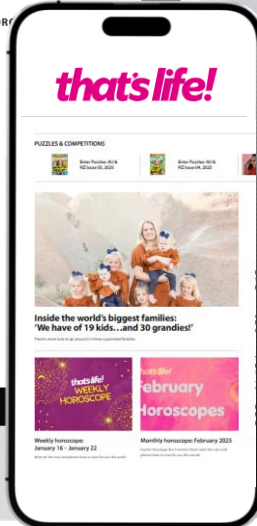 that's life!
PUZZLES & COMPETITIONS
Enter Puzzles: AU &
NZ Issue 05, 2025
Enter Puzzles: AU &
NZ Issue 04, 2025
Inside the world's biggest families:
'We have of 19 kids...and 30 grandies!'
that's life!
WEEKLY
HOROSCOPE
February
Horoscopes
Weekly horoscope:
January 16 - January 22
Monthly horoscope: February 2025